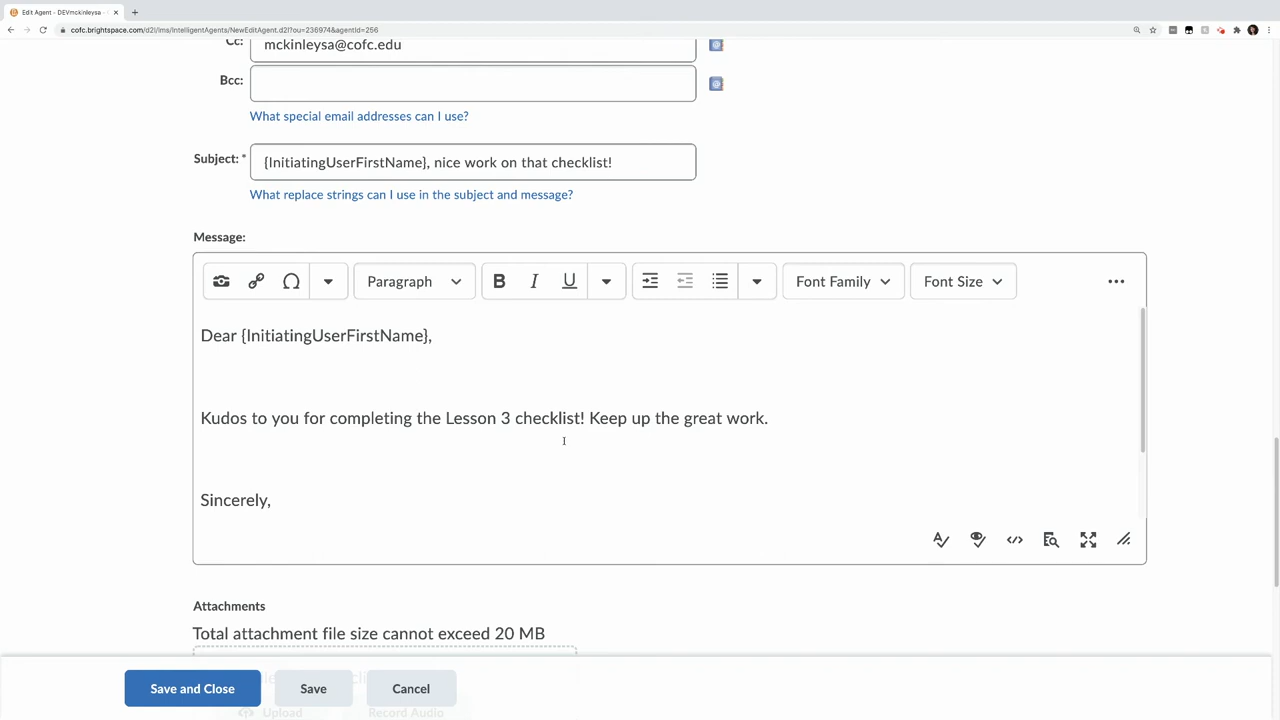 Edit Agent - DEVmckinleysa -
cofc.brightspace.com/d2l/lms/IntelligentAgents/NewEditAgent.d2l?ou=236974&agentId=256
Cc: mckinleysa@cofc.edu
Bcc:
What special email addresses can I use?
Subject: * {InitiatingUserFirstName}, nice work on that checklist!
What replace strings can I use in the subject and message?
Message:
Paragraph B I U Font Family Font Size
Dear {InitiatingUserFirstName},
Kudos to you for completing the Lesson 3 checklist! Keep up the great work.
Sincerely,
Attachments
Total attachment file size cannot exceed 20 MB
Save and Close Save Cancel
Upload Record Audio